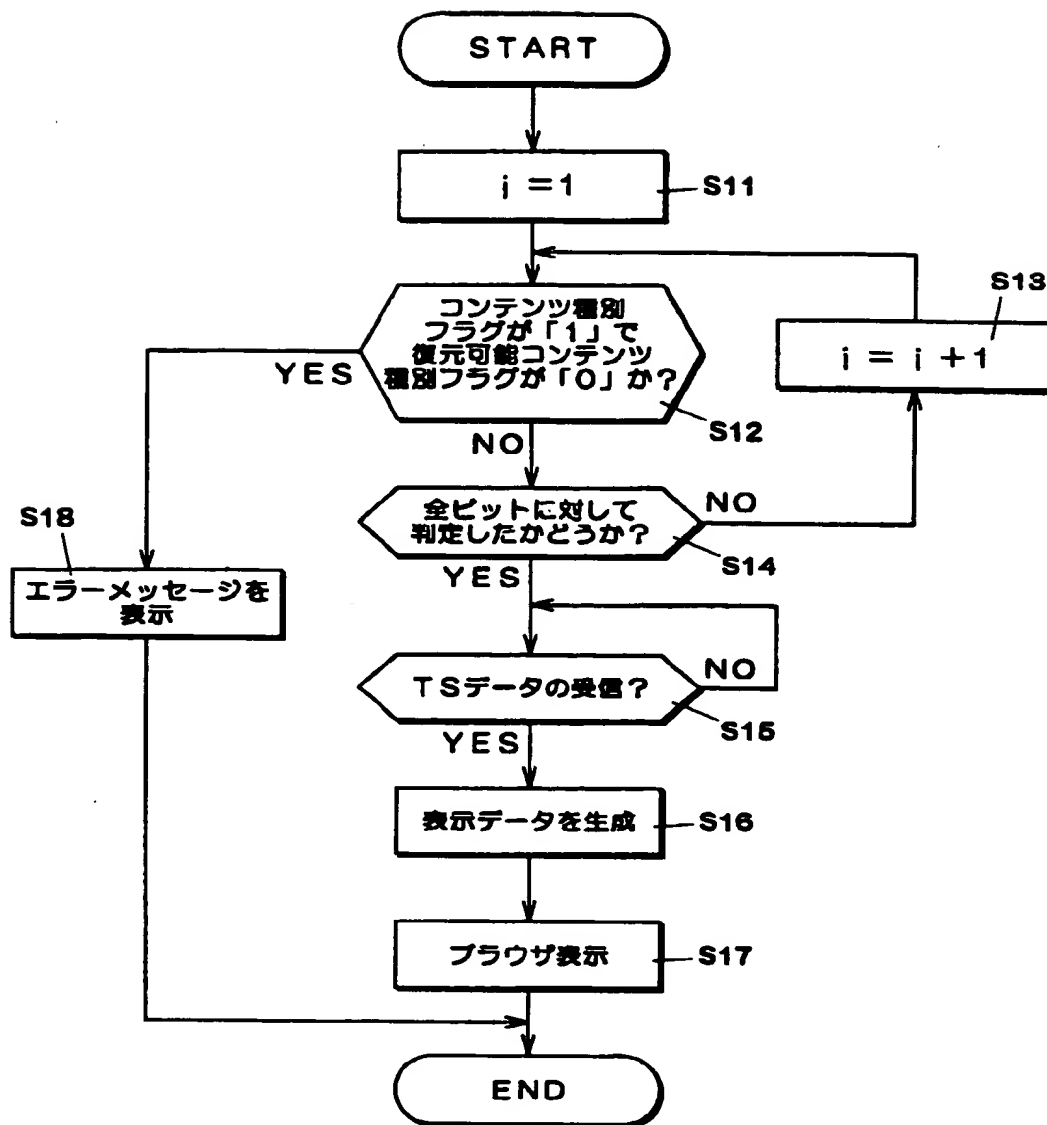 START
i = 1
S11
S13
i = i + 1
コンテンツ種別
フラグが「1」で
復元可能コンテンツ
種別フラグが「0」か?
YES
S12
NO
全ビットに対して
判定したかどうか?
NO
S14
YES
S18
エラーメッセージを
表示
TSデータの受信?
NO
S15
YES
表示データを生成
S16
ブラウザ表示
S17
END